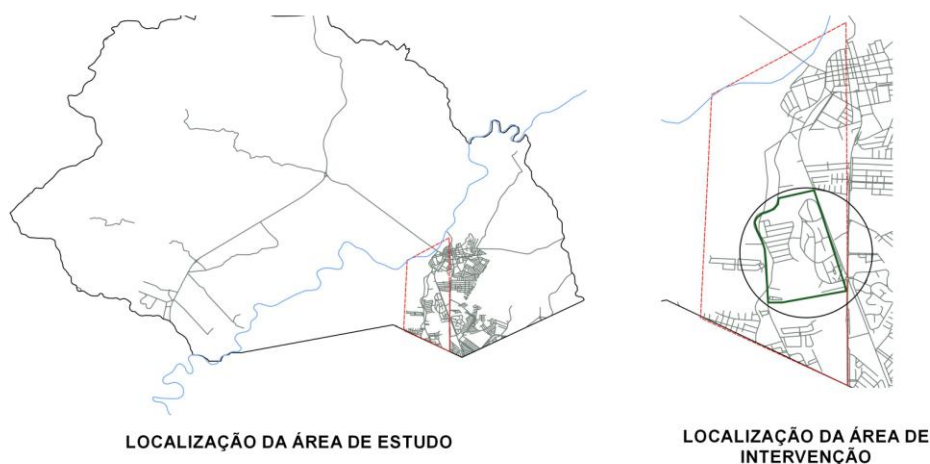 LOCALIZAÇÃO DA ÁREA DE ESTUDO
LOCALIZAÇÃO DA ÁREA DE
INTERVENÇÃO